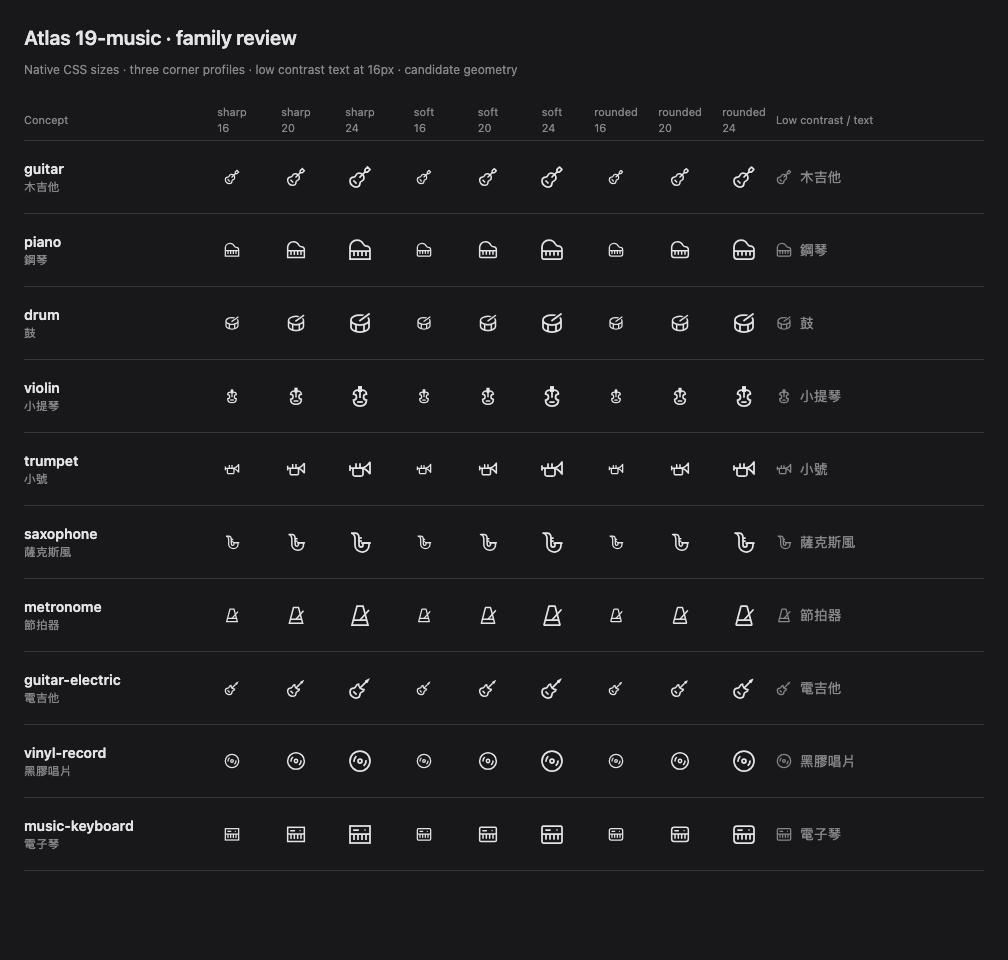 Atlas 19-music · family review
Native CSS sizes · three corner profiles · low contrast text at 16px · candidate geometry
Concept sharp 16 sharp 20 sharp 24 soft 16 soft 20 soft 24 rounded 16 rounded 20 rounded 24 Low contrast / text
guitar
木吉他 木吉他
piano
鋼琴 鋼琴
drum
鼓 鼓
violin
小提琴 小提琴
trumpet
小號 小號
saxophone
薩克斯風 薩克斯風
metronome
節拍器 節拍器
guitar-electric
電吉他 電吉他
vinyl-record
黑膠唱片 黑膠唱片
music-keyboard
電子琴 電子琴